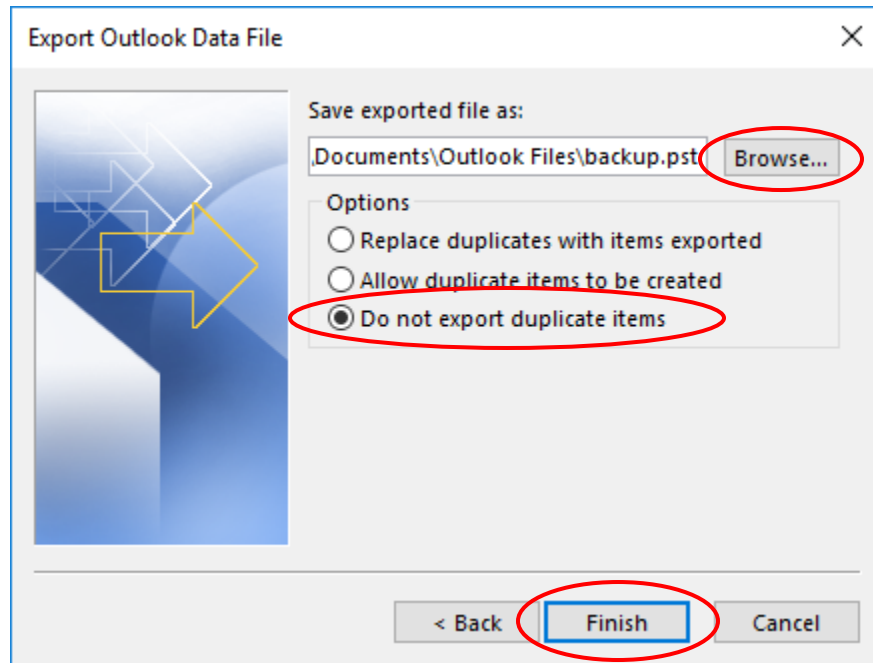 Export Outlook Data File
Save exported file as:
Documents\Outlook Files\backup.pst
Browse...
Options
Replace duplicates with items exported
Allow duplicate items to be created
Do not export duplicate items
< Back
Finish
Cancel